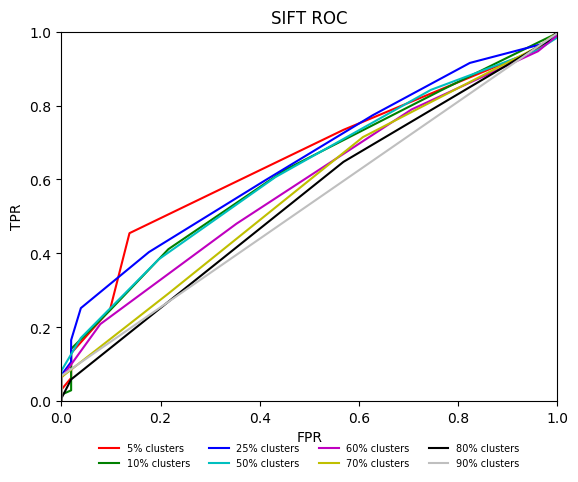 SIFT ROC
1.0
0.8
0.6
0.4
0.2
0.0
TPR
0.0 0.2 0.4 0.6 0.8 1.0
FPR
5% clusters 25% clusters 60% clusters 80% clusters
10% clusters 50% clusters 70% clusters 90% clusters